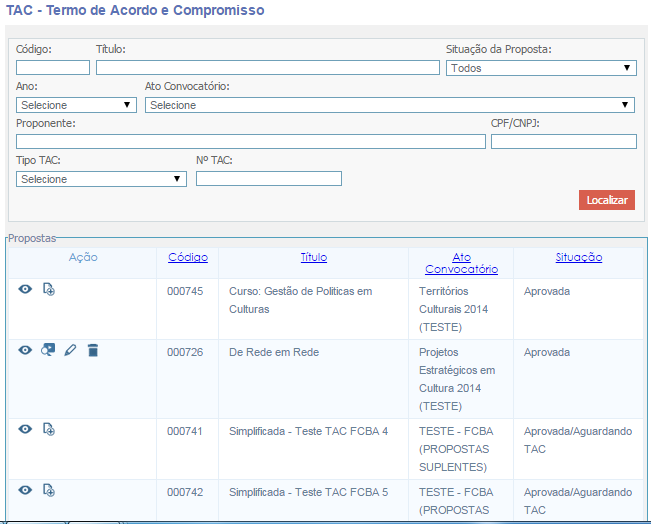 TAC - Termo de Acordo e Compromisso
Código: Título: Situação da Proposta:
Todos
Ano: Ato Convocatório:
Selecione Selecione
Proponente: CPF/CNPJ:
Tipo TAC: Nº TAC:
Selecione
Localizar
Propostas
Ação Código Título Ato Convocatório Situação
000745 Curso: Gestão de Politicas em Culturas Territórios Culturais 2014 (TESTE) Aprovada
000726 De Rede em Rede Projetos Estratégicos em Cultura 2014 (TESTE) Aprovada
000741 Simplificada - Teste TAC FCBA 4 TESTE - FCBA (PROPOSTAS SUPLENTES) Aprovada/Aguardando TAC
000742 Simplificada - Teste TAC FCBA 5 TESTE - FCBA (PROPOSTAS Aprovada/Aguardando TAC